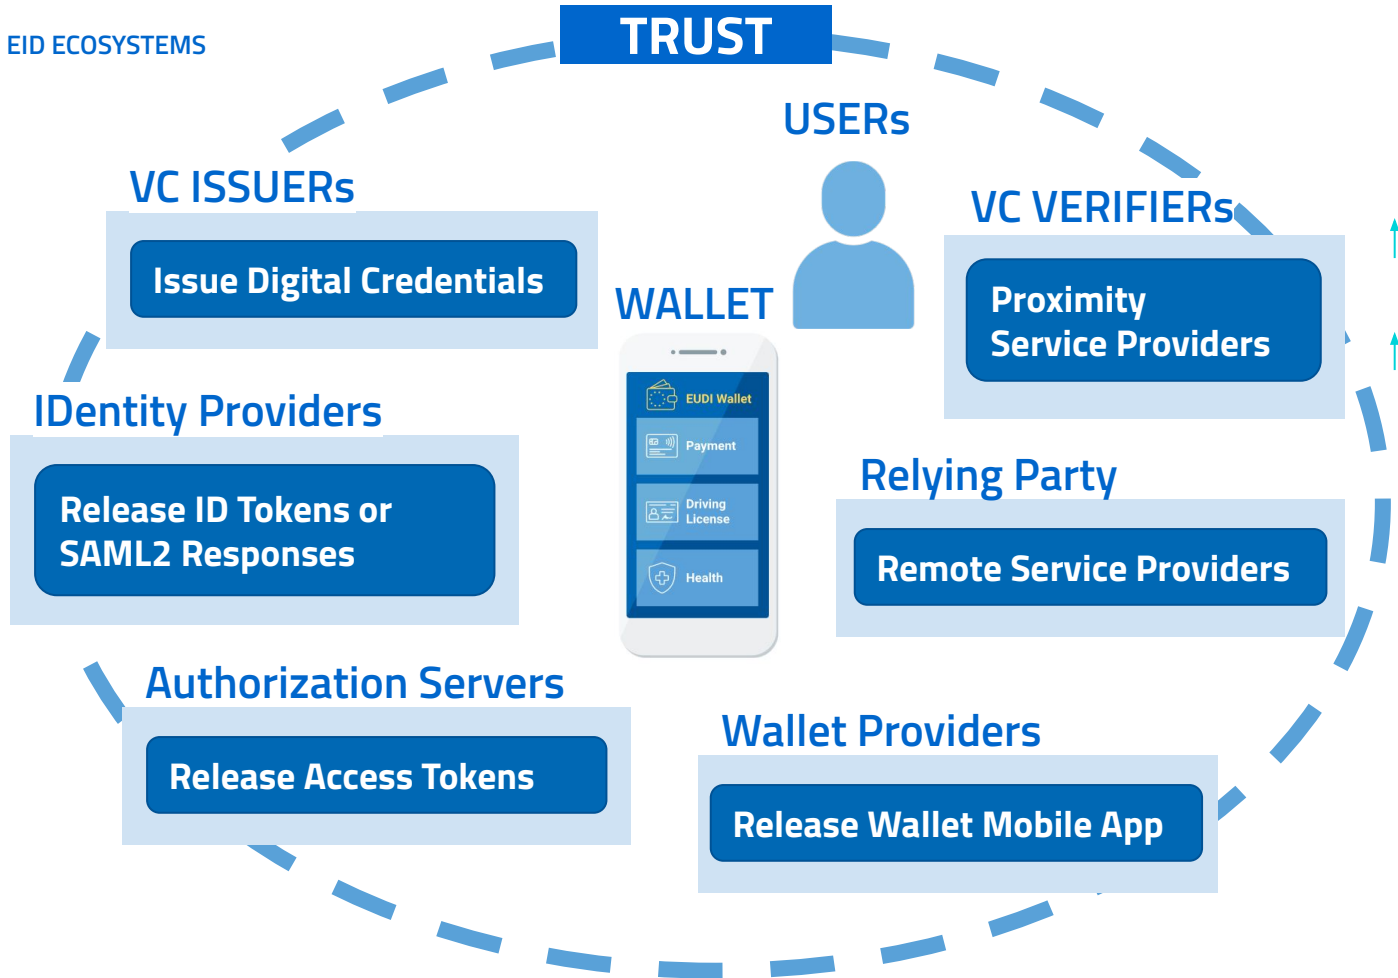 EID ECOSYSTEMS
TRUST
USERs
VC ISSUERs
Issue Digital Credentials
VC VERIFIERs
Proximity
Service Providers
WALLET
EUDI Wallet
Payment
Driving
License
Health
IDentity Providers
Release ID Tokens or
SAML2 Responses
Relying Party
Remote Service Providers
Authorization Servers
Release Access Tokens
Wallet Providers
Release Wallet Mobile App